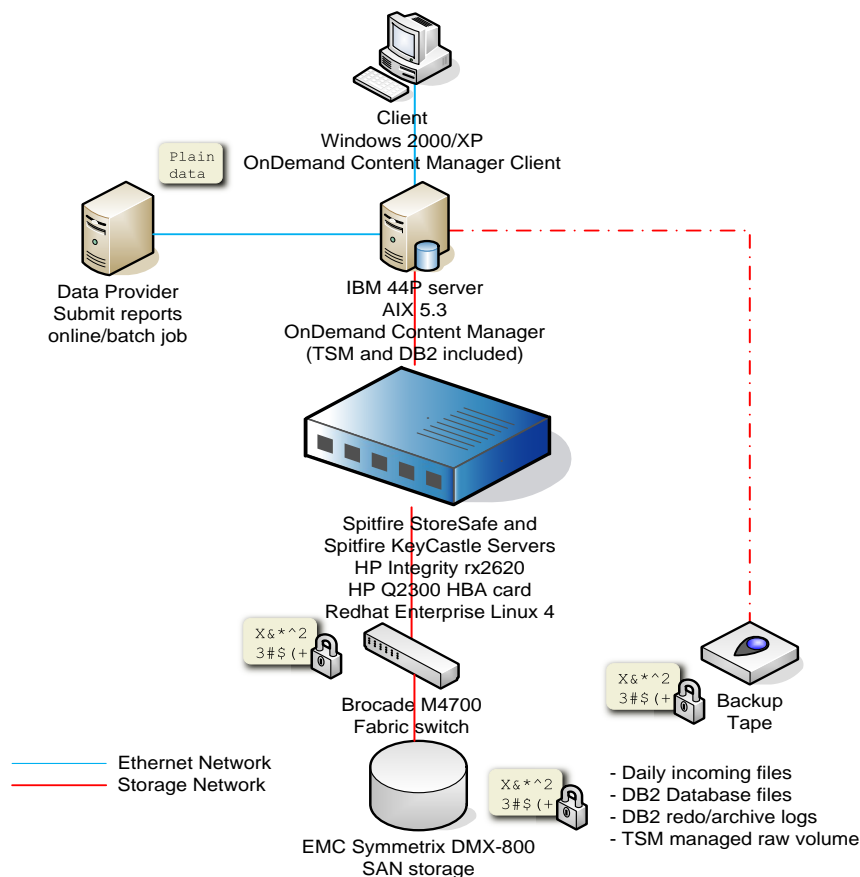 Client
Windows 2000/XP
OnDemand Content Manager Client
Plain
data
Data Provider
Submit reports
online/batch job
IBM 44P server
AIX 5.3
OnDemand Content Manager
(TSM and DB2 included)
Spitfire StoreSafe and
Spitfire KeyCastle Servers
HP Integrity rx2620
HP Q2300 HBA card
Redhat Enterprise Linux 4
X&*^2
3#$(+
Brocade M4700
Fabric switch
X&*^2
3#$(+
Backup
Tape
Ethernet Network
Storage Network
X&*^2
3#$(+
- Daily incoming files
- DB2 Database files
- DB2 redo/archive logs
- TSM managed raw volume
EMC Symmetrix DMX-800
SAN storage